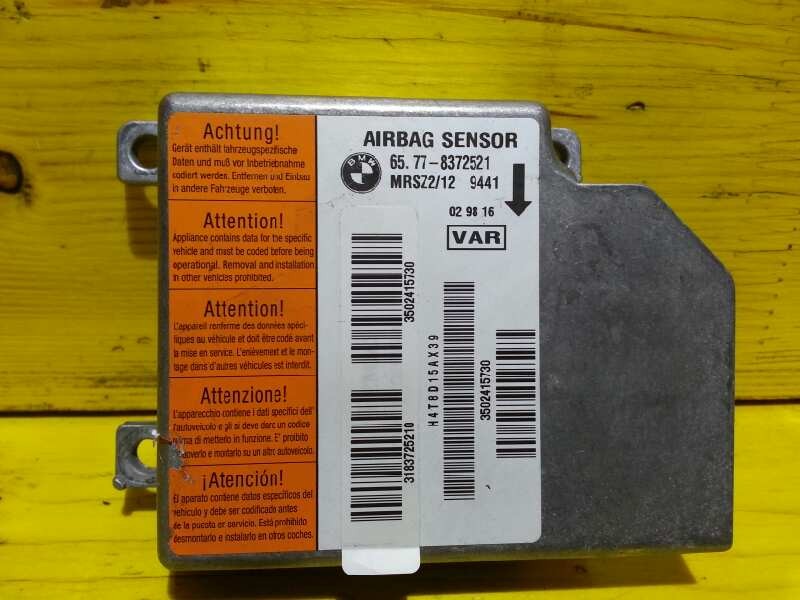 Achtung!
Gerät enthält fahrzeugspezifische
Daten und muß vor Inbetriebnahme
codiert werden. Entfernen und Einbau
in andere Fahrzeuge verboten.
Attention!
Appliance contains data for the specific
vehicle and must be coded before being
operational. Removal and installation
in other vehicles prohibited.
Attention!
L'appareil renferme des données spéci-
fiques au véhicule et doit être codé avant
la mise en service. L'enièvement et le mon-
tage dans d'autres véhicules est interdit.
Attenzione!
L'apparecchio contiene i dati specifici dell'
autoveicolo e gli si deve dar un codice
prima di metterlo in funzione. E' proibito
muoverlo e montarlo su un altro autoveicolo.
¡Atención!
El aparato contiene datos específicos del
vehículo y debe ser codificado antes
de la puesta en servicio. Está prohibido
desmontarlo e instalarlo en otros coches.
AIRBAG SENSOR
BMW
65.77-8372521
MRSZ2/12 9441
02 98 16
VAR
3502415730
3183725210
H4T8D15AX39
3502415730